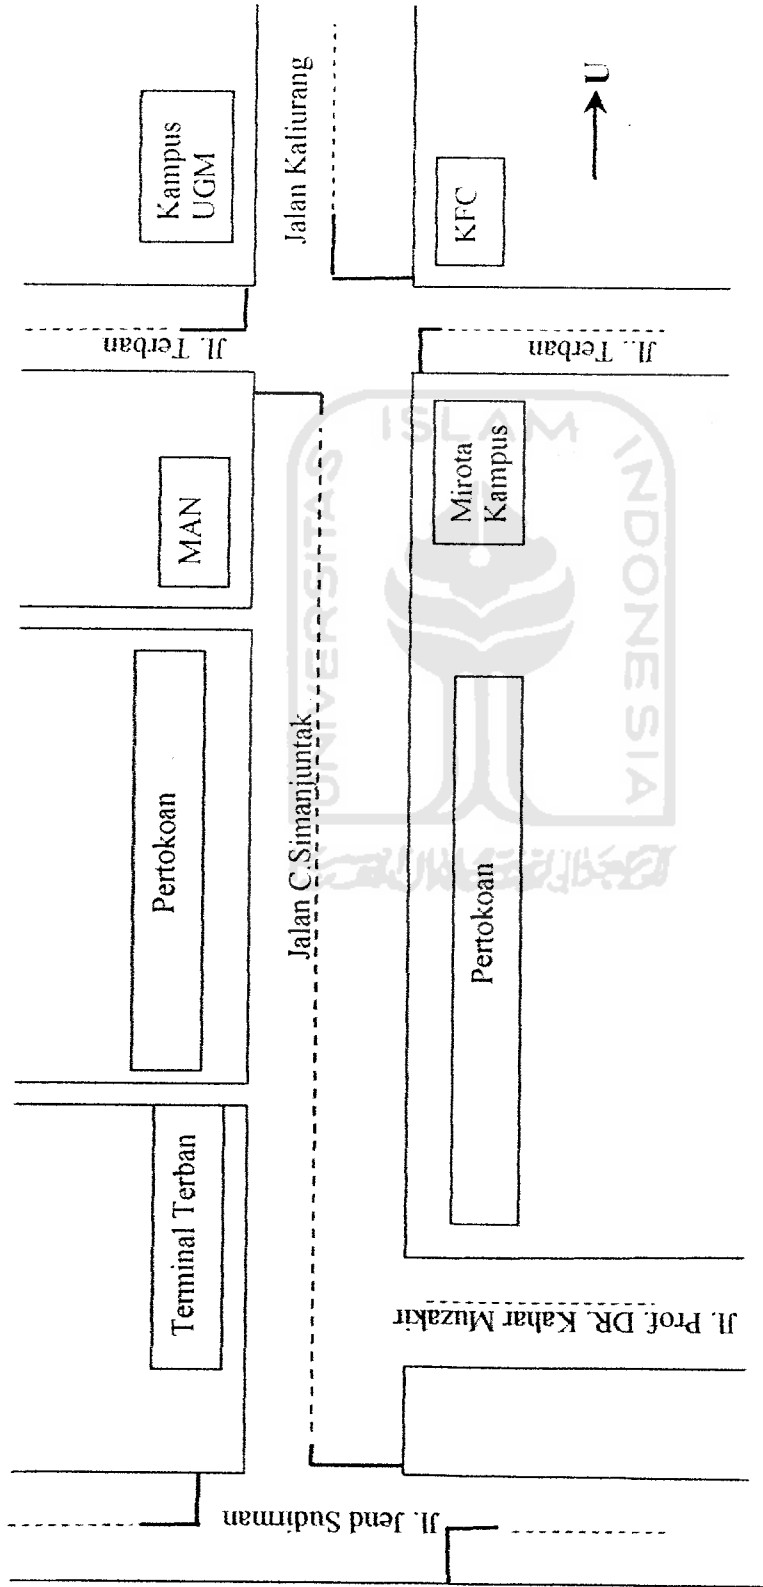 Kampus
UGM
Jalan Kaliurang
KFC
U
Jl. Terban
Jl.. Terban
MAN
Mirota
Kampus
Pertokoan
Jalan C.Simanjuntak
Pertokoan
Terminal Terban
Jl. Prof. DR. Kahar Muzakir
Jl. Jend Sudirman
UNIVERSITAS
ISLAM
INDONESIA